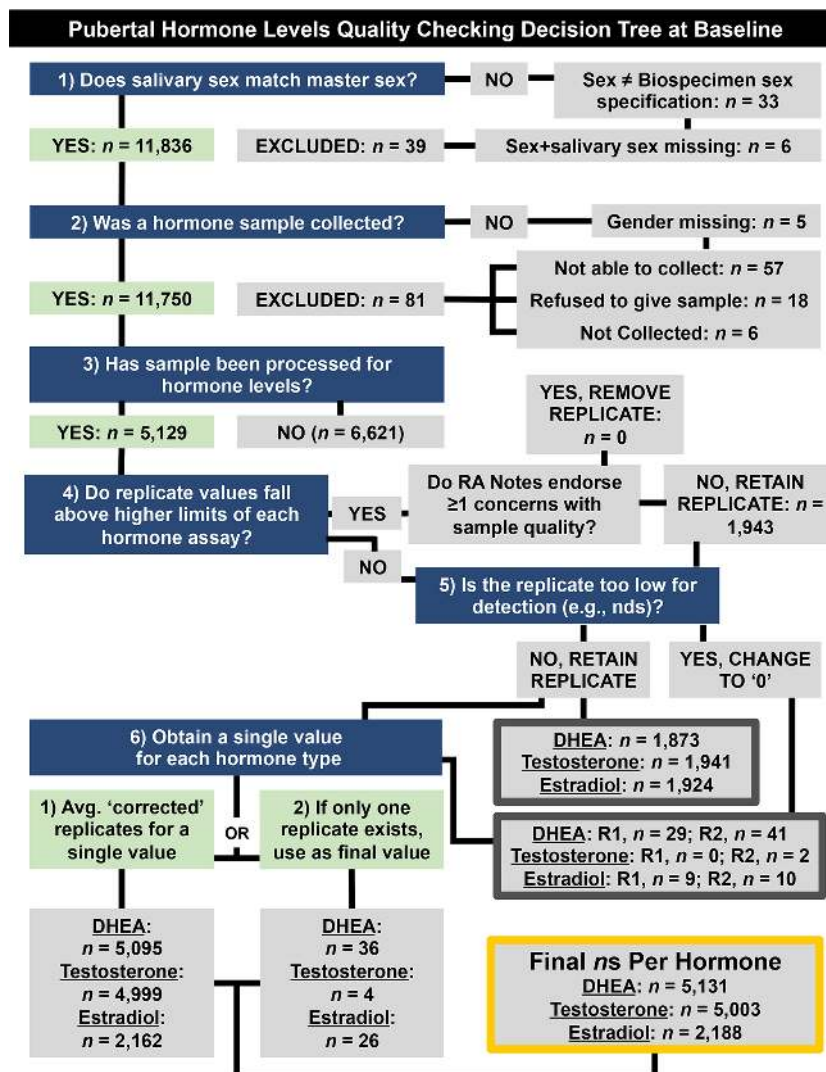 Pubertal Hormone Levels Quality Checking Decision Tree at Baseline
1) Does salivary sex match master sex?
NO
Sex ≠ Biospecimen sex
specification: n = 33
YES: n = 11,836
EXCLUDED: n = 39
Sex+salivary sex missing: n = 6
2) Was a hormone sample collected?
NO
Gender missing: n = 5
Not able to collect: n = 57
YES: n = 11,750
EXCLUDED: n = 81
Refused to give sample: n = 18
Not Collected: n = 6
3) Has sample been processed for
hormone levels?
YES, REMOVE
REPLICATE:
n = 0
YES: n = 5,129
NO (n = 6,621)
4) Do replicate values fall
above higher limits of each
hormone assay?
YES
Do RA Notes endorse
≥1 concerns with
sample quality?
NO, RETAIN
REPLICATE: n =
1,943
NO
5) Is the replicate too low for
detection (e.g., nds)?
NO, RETAIN
REPLICATE
YES, CHANGE
TO ‘0’
6) Obtain a single value
for each hormone type
DHEA: n = 1,873
Testosterone: n = 1,941
Estradiol: n = 1,924
1) Avg. ‘corrected’
replicates for a
single value
OR
2) If only one
replicate exists,
use as final value
DHEA: R1, n = 29; R2, n = 41
Testosterone: R1, n = 0; R2, n = 2
Estradiol: R1, n = 9; R2, n = 10
DHEA:
n = 5,095
Testosterone:
n = 4,999
Estradiol:
n = 2,162
DHEA:
n = 36
Testosterone:
n = 4
Estradiol:
n = 26
Final ns Per Hormone
DHEA: n = 5,131
Testosterone: n = 5,003
Estradiol: n = 2,188